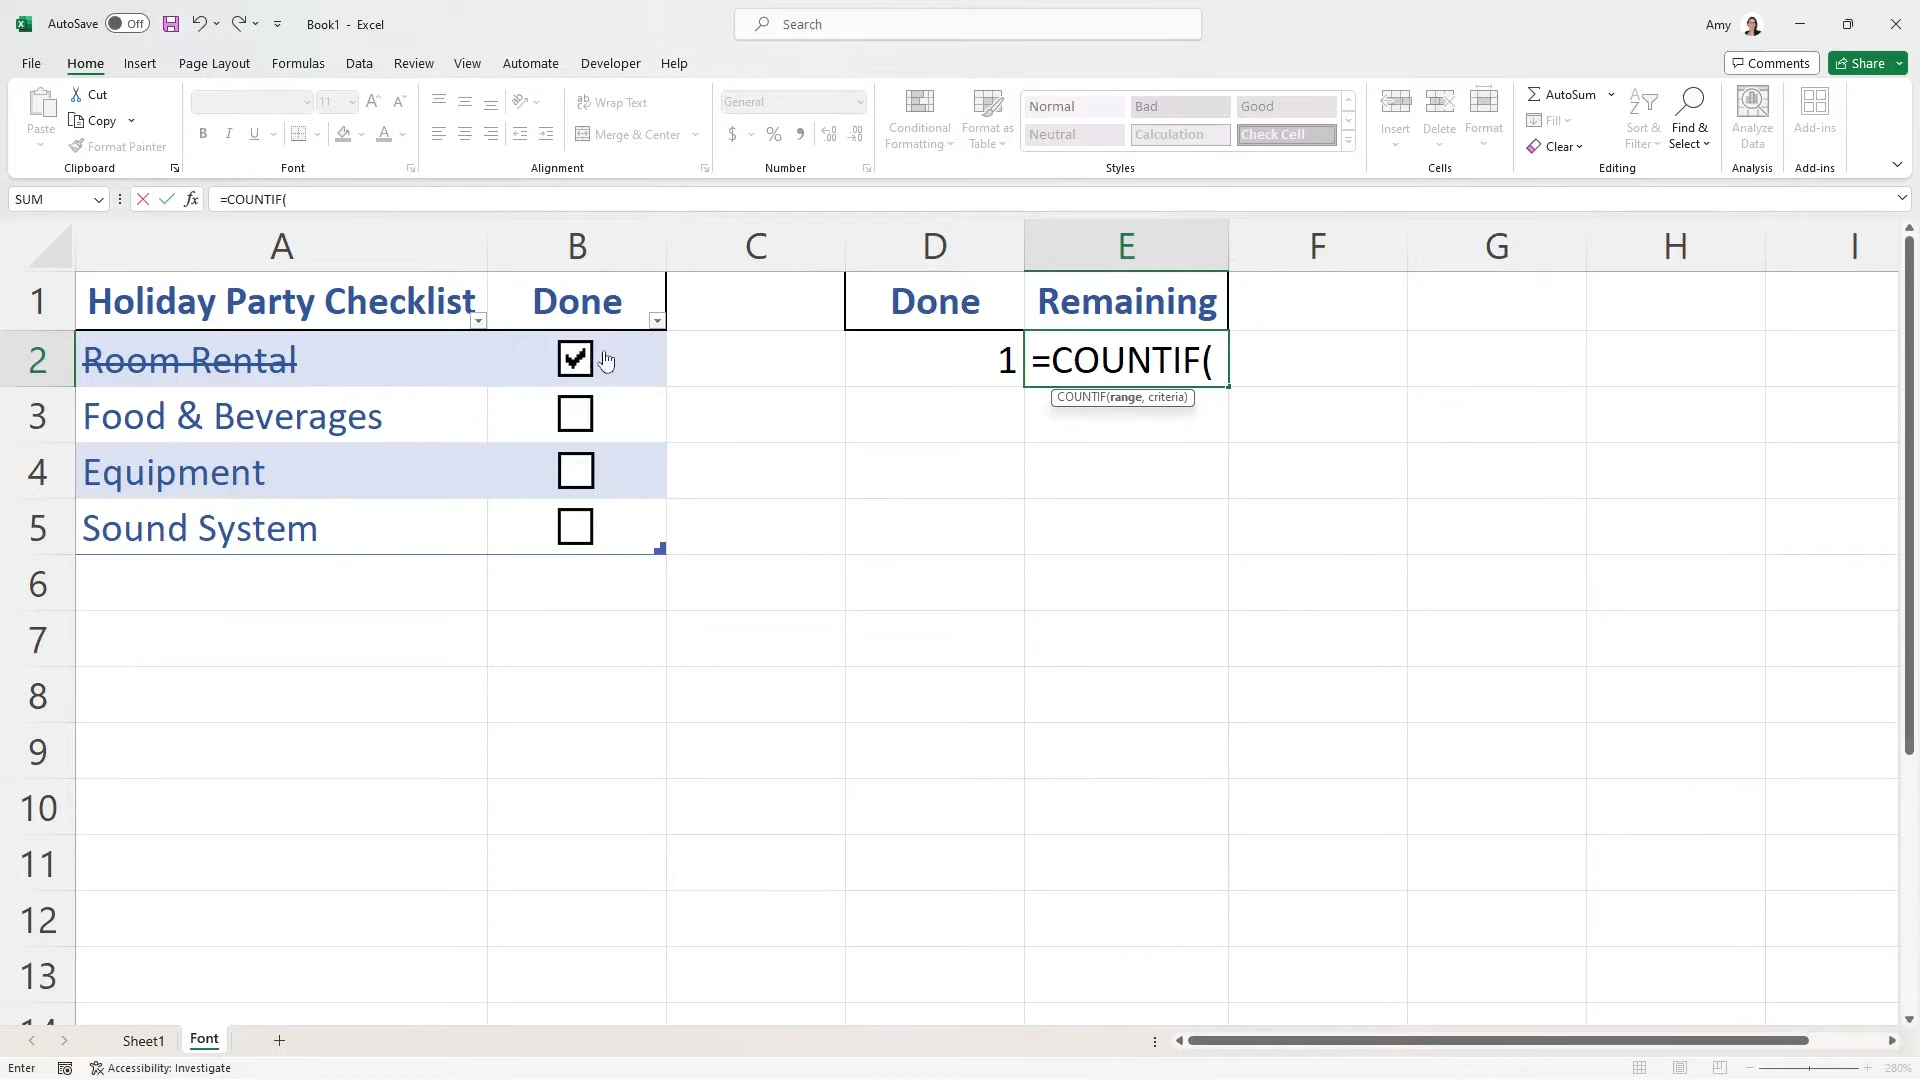 AutoSave Off Book1 - Excel Search Amy
File Home Insert Page Layout Formulas Data Review View Automate Developer Help Comments Share
Paste Cut Copy Format Painter
Clipboard
11 B I U A
Font
Wrap Text
Merge & Center
Alignment
General
$ % ,
Number
Conditional Formatting Format as Table
Normal Bad Good
Neutral Calculation Check Cell
Styles
Insert Delete Format
Cells
AutoSum Fill Clear
Sort & Filter Find & Select
Editing
Analyze Data
Analysis
Add-ins
Add-ins
SUM fx =COUNTIF(
A B C D E F G H I
1 Holiday Party Checklist Done Done Remaining
2 Room Rental 1 =COUNTIF(
COUNTIF(range, criteria)
3 Food & Beverages
4 Equipment
5 Sound System
6
7
8
9
10
11
12
13
14
Sheet1 Font
Enter Accessibility: Investigate 280%